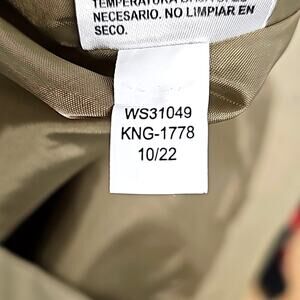 TEMPERATURA
NECESARIO. NO LIMPIAR EN
SECO.
WS31049
KNG-1778
10/22